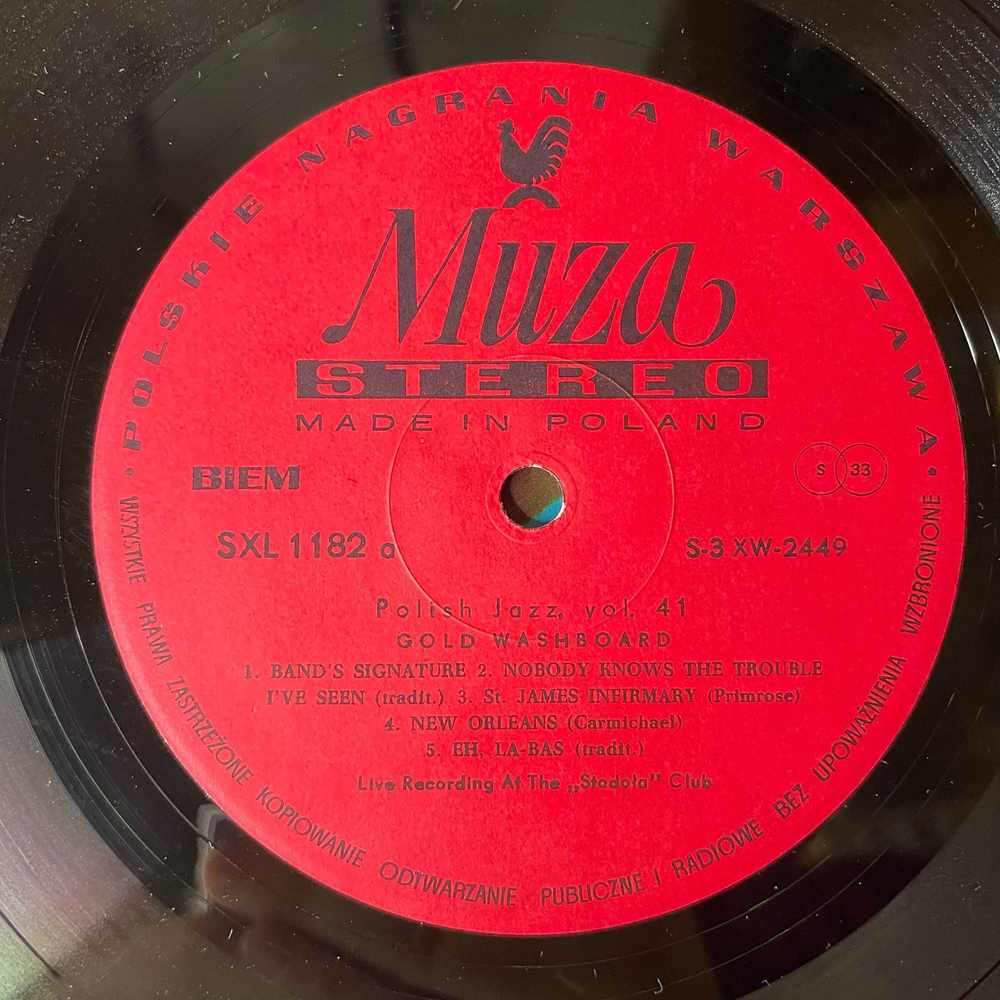 POLSKIE NAGRANIA WARSZAWA
Muza
STEREO
MADE IN POLAND
BIEM
S 33
SXL 1182 a
S-3 XW-2449
Polish Jazz, vol. 41
GOLD WASHBOARD
1. BAND'S SIGNATURE 2. NOBODY KNOWS THE TROUBLE
I'VE SEEN (tradit.) 3. St. JAMES INFIRMARY (Primrose)
4. NEW ORLEANS (Carmichael)
5. EH, LA-BAS (tradit.)
Live Recording At The „Stodoła" Club
WSZYSTKIE PRAWA ZASTRZEŻONE KOPIOWANIE ODTWARZANIE PUBLICZNE I RADIOWE BEZ UPOWAŻNIENIA WZBRONIONE